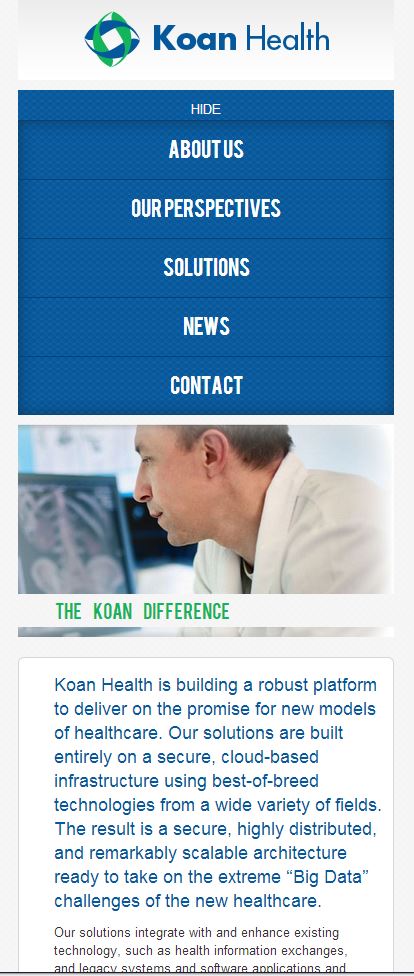 Koan Health
HIDE
ABOUT US
OUR PERSPECTIVES
SOLUTIONS
NEWS
CONTACT
THE KOAN DIFFERENCE
Koan Health is building a robust platform
to deliver on the promise for new models
of healthcare. Our solutions are built
entirely on a secure, cloud-based
infrastructure using best-of-breed
technologies from a wide variety of fields.
The result is a secure, highly distributed,
and remarkably scalable architecture
ready to take on the extreme “Big Data”
challenges of the new healthcare.
Our solutions integrate with and enhance existing
technology, such as health information exchanges,
and legacy systems and software applications and